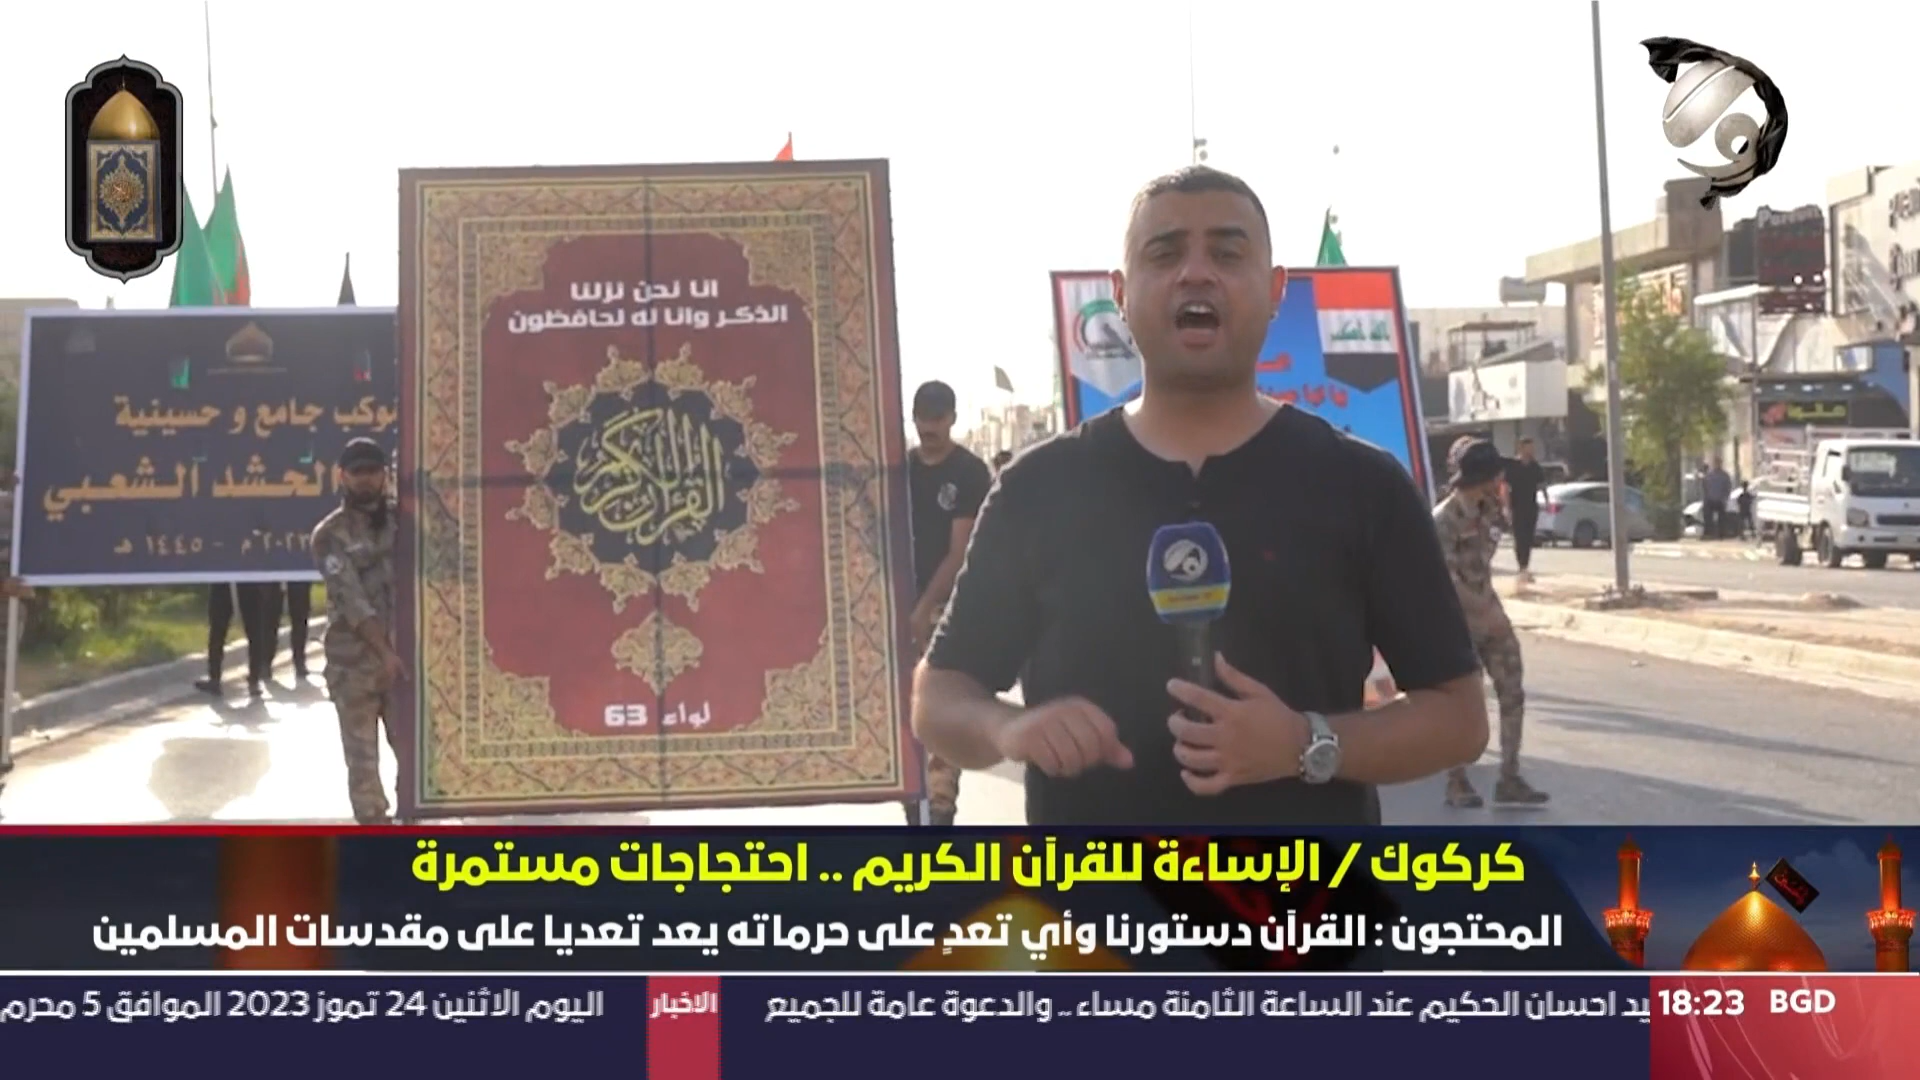 انا نحن نزلنا
الذكر وانا له لحافظون
القرآن الكريم
لواء 63
موكب جامع و حسينية
الحشد الشعبي
٢٠٢٣م - ١٤٤٥ هـ
الله اكبر
كركوك / الإساءة للقرآن الكريم .. احتجاجات مستمرة
المحتجون : القرآن دستورنا وأي تعدٍ على حرماته يعد تعديا على مقدسات المسلمين
18:23 BGD
يد احسان الحكيم عند الساعة الثامنة مساء .. والدعوة عامة للجميع
الاخبار
اليوم الاثنين 24 تموز 2023 الموافق 5 محرم